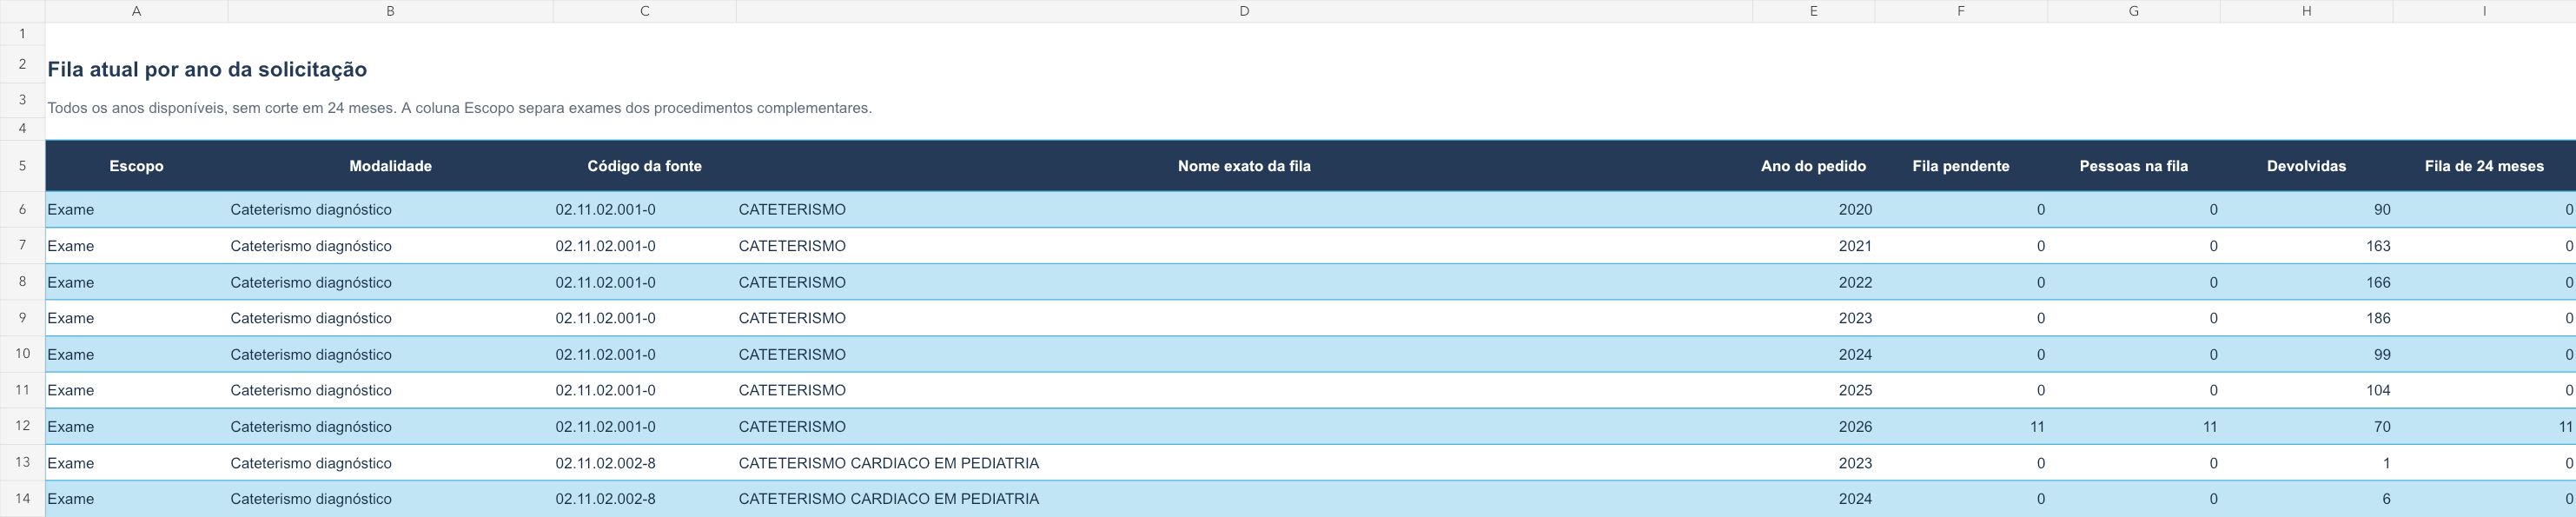 A B C D E F G H I
1
2 Fila atual por ano da solicitação
3 Todos os anos disponíveis, sem corte em 24 meses. A coluna Escopo separa exames dos procedimentos complementares.
4
5 Escopo Modalidade Código da fonte Nome exato da fila Ano do pedido Fila pendente Pessoas na fila Devolvidas Fila de 24 meses
6 Exame Cateterismo diagnóstico 02.11.02.001-0 CATETERISMO 2020 0 0 90 0
7 Exame Cateterismo diagnóstico 02.11.02.001-0 CATETERISMO 2021 0 0 163 0
8 Exame Cateterismo diagnóstico 02.11.02.001-0 CATETERISMO 2022 0 0 166 0
9 Exame Cateterismo diagnóstico 02.11.02.001-0 CATETERISMO 2023 0 0 186 0
10 Exame Cateterismo diagnóstico 02.11.02.001-0 CATETERISMO 2024 0 0 99 0
11 Exame Cateterismo diagnóstico 02.11.02.001-0 CATETERISMO 2025 0 0 104 0
12 Exame Cateterismo diagnóstico 02.11.02.001-0 CATETERISMO 2026 11 11 70 11
13 Exame Cateterismo diagnóstico 02.11.02.002-8 CATETERISMO CARDIACO EM PEDIATRIA 2023 0 0 1 0
14 Exame Cateterismo diagnóstico 02.11.02.002-8 CATETERISMO CARDIACO EM PEDIATRIA 2024 0 0 6 0